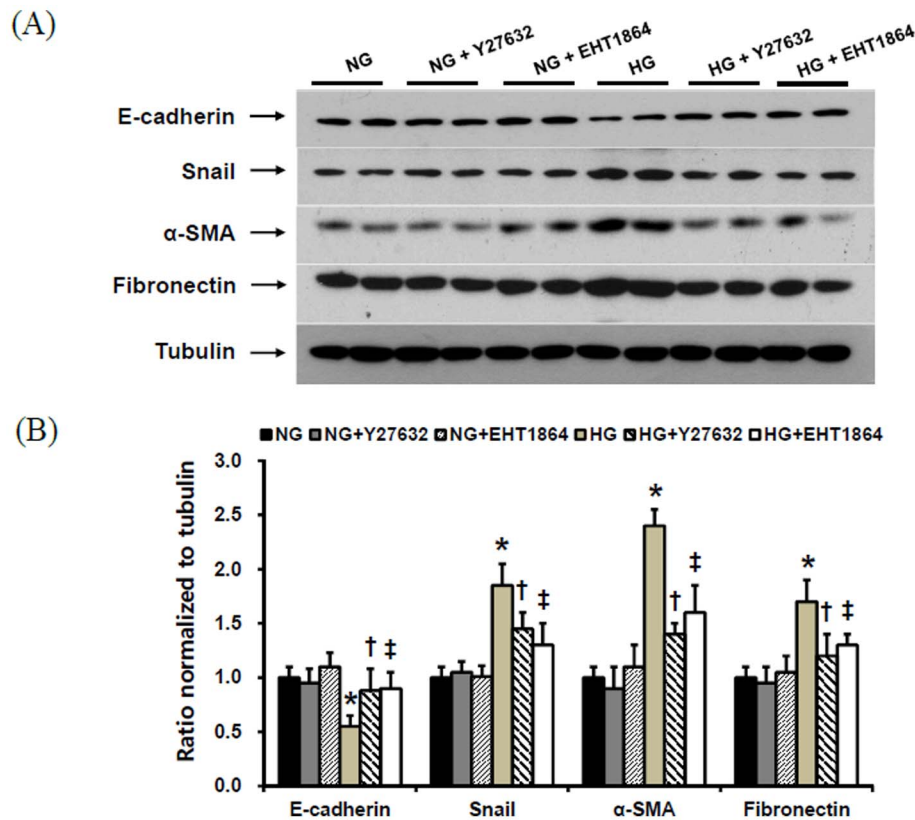 (A)
NG NG + Y27632 NG + EHT1864 HG HG + Y27632 HG + EHT1864
E-cadherin
Snail
α-SMA
Fibronectin
Tubulin
(B)
NG NG+Y27632 NG+EHT1864 HG HG+Y27632 HG+EHT1864
Ratio normalized to tubulin
3.0
2.5
2.0
1.5
1.0
0.5
0.0
* † ‡
* † ‡
* † ‡
* † ‡
E-cadherin Snail α-SMA Fibronectin